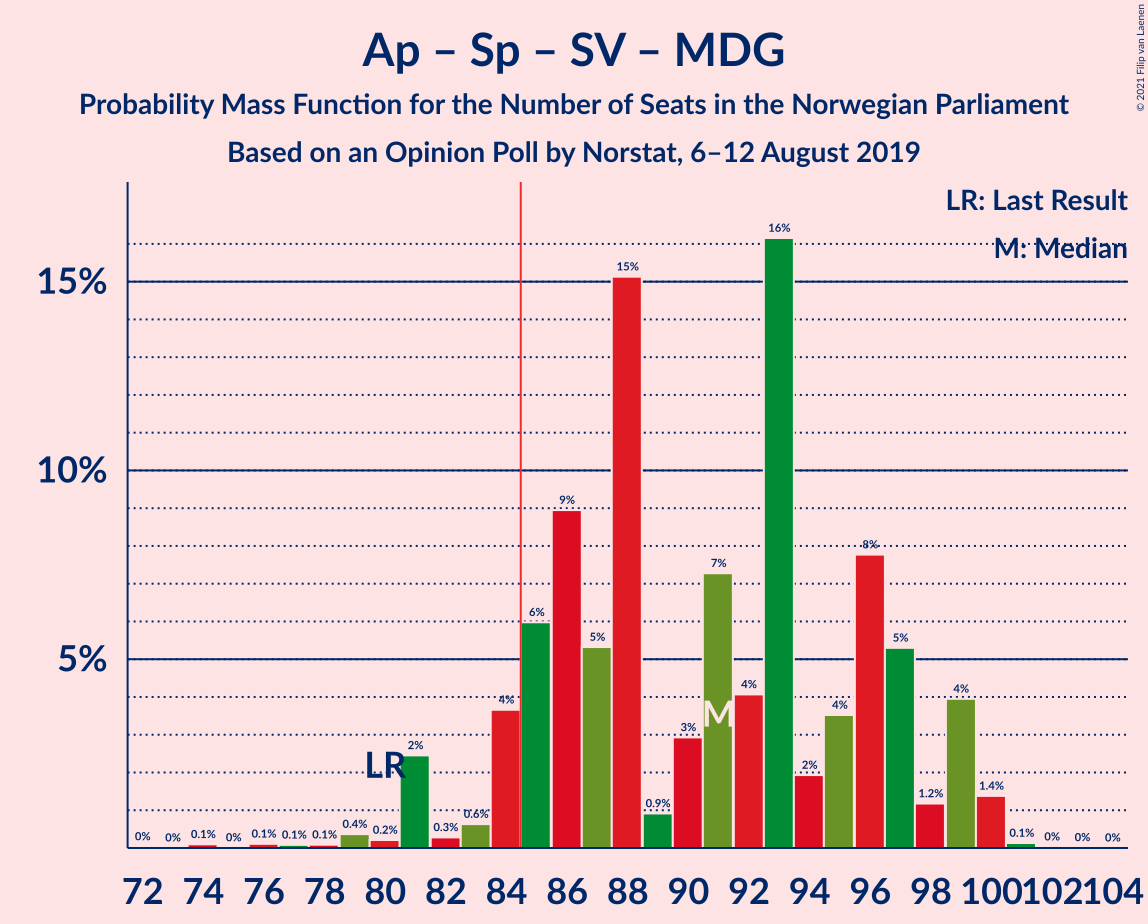 Ap – Sp – SV – MDG
Probability Mass Function for the Number of Seats in the Norwegian Parliament
Based on an Opinion Poll by Norstat, 6–12 August 2019
© 2021 Filip van Laenen
LR: Last Result
M: Median
15%
10%
5%
0% 0% 0.1% 0% 0.1% 0.1% 0.1% 0.4% 0.2% 2% 0.3% 0.6% 4% 6% 9% 5% 15% 0.9% 3% 7% 4% 16% 2% 4% 8% 5% 1.2% 4% 1.4% 0.1% 0% 0% 0%
LR
M
72 74 76 78 80 82 84 86 88 90 92 94 96 98 100 102 104